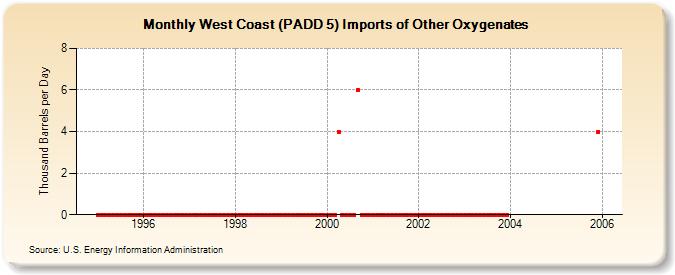 Monthly West Coast (PADD 5) Imports of Other Oxygenates
Thousand Barrels per Day
8
6
4
2
0
1996 1998 2000 2002 2004 2006
Source: U.S. Energy Information Administration